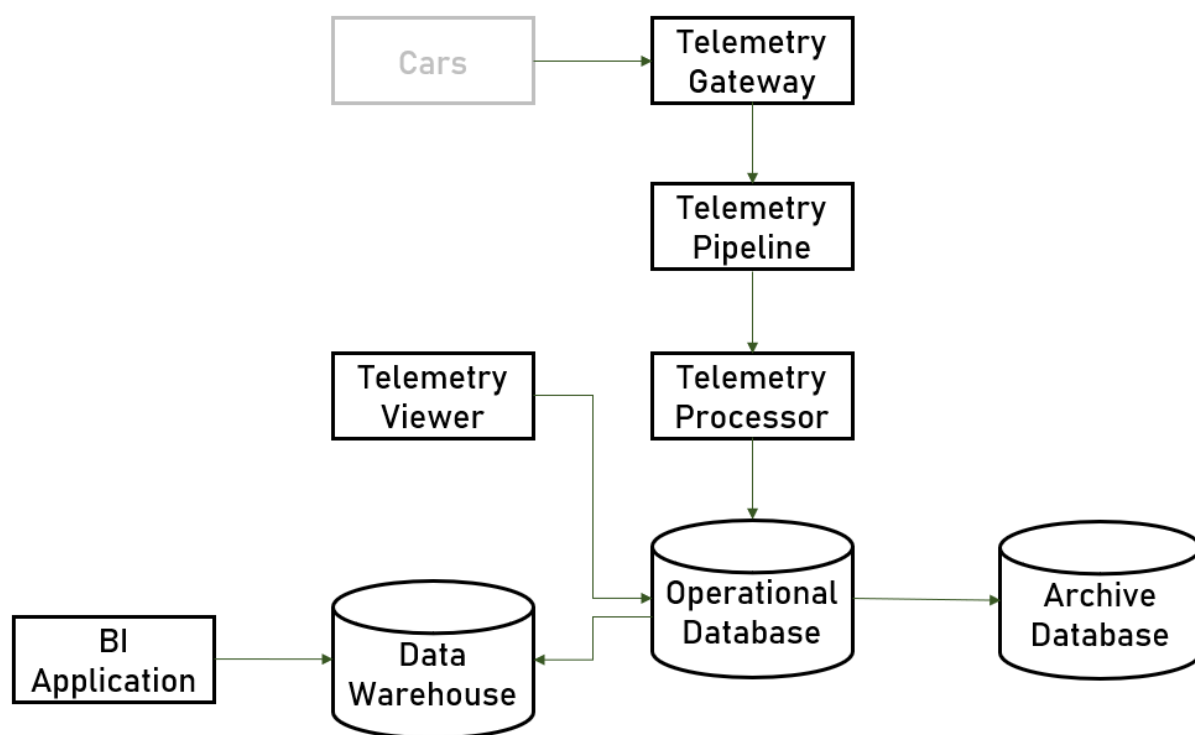 Cars
Telemetry
Gateway
Telemetry
Pipeline
Telemetry
Viewer
Telemetry
Processor
Operational
Database
Archive
Database
BI
Application
Data
Warehouse